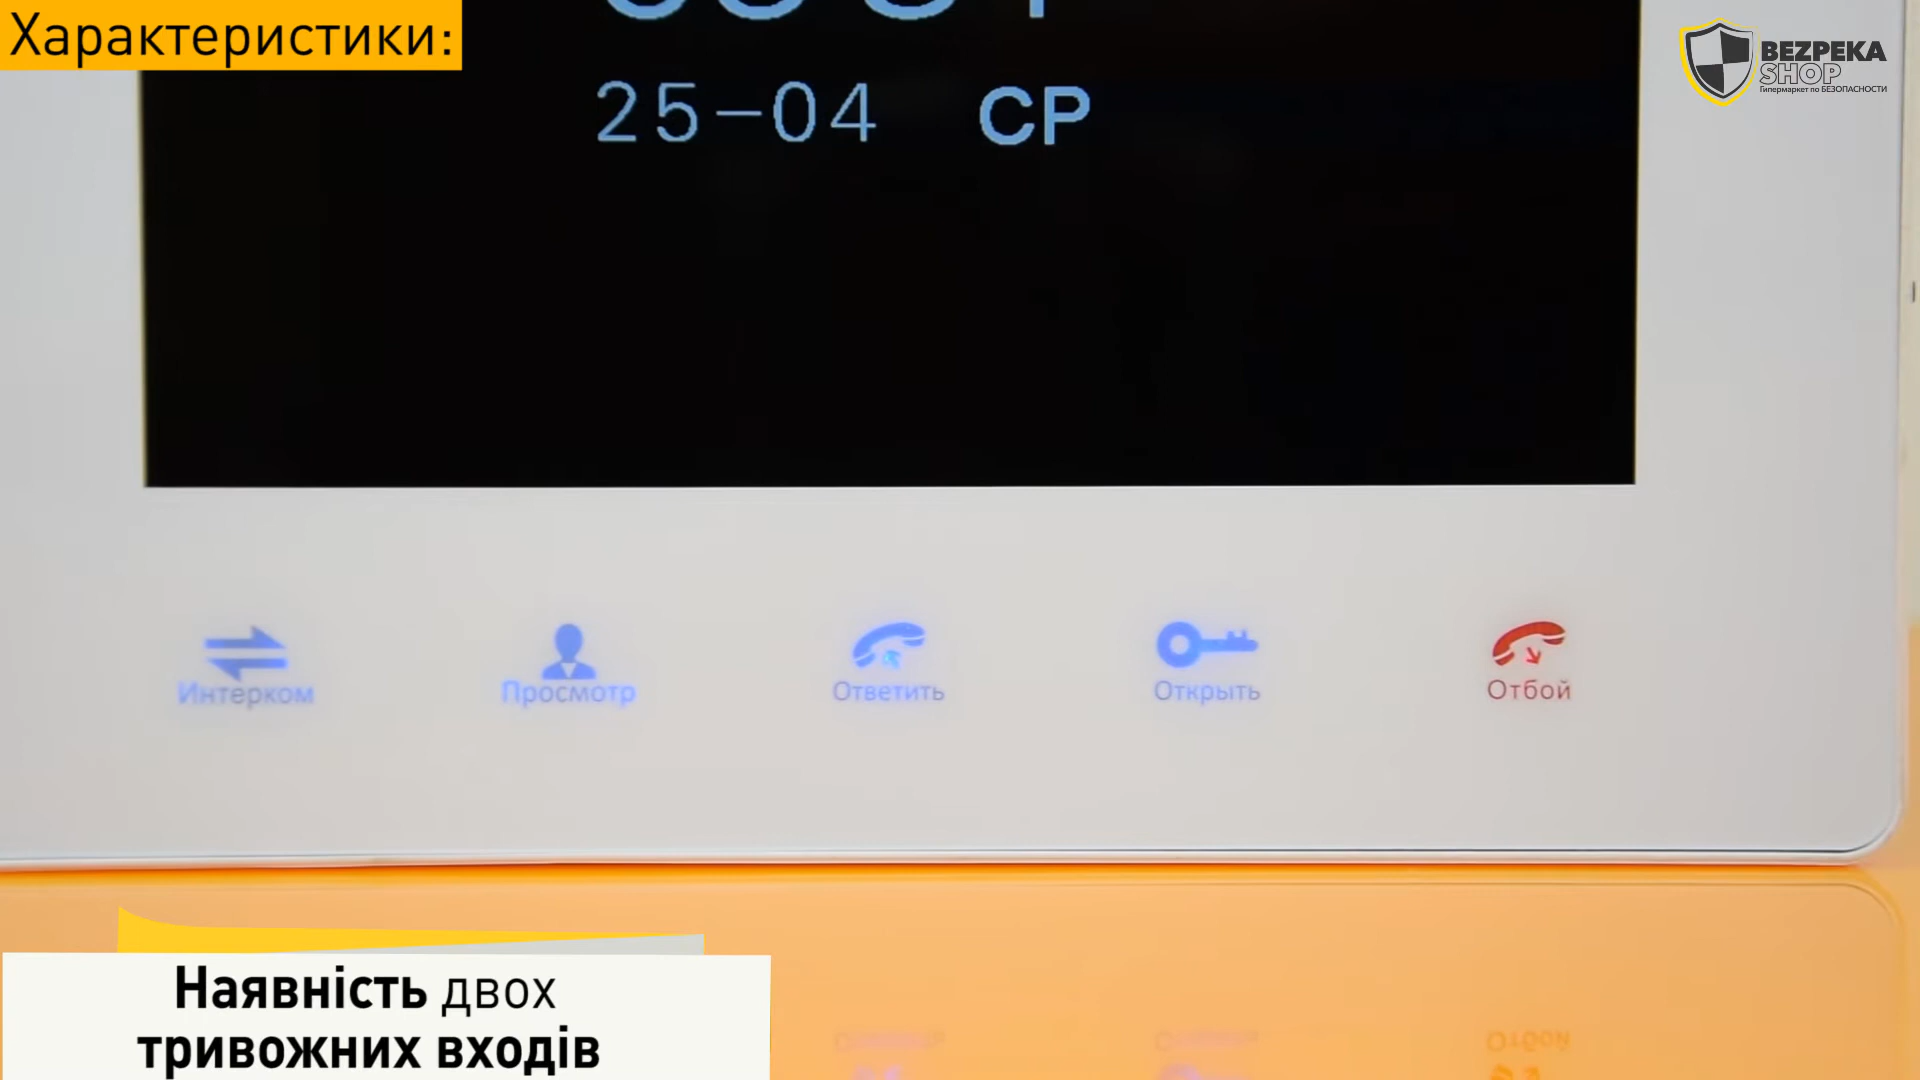 Характеристики:
BEZPEKA
SHOP
Гипермаркет по БЕЗОПАСНОСТИ
25-04 СР
Интерком
Просмотр
Ответить
Открыть
Отбой
Наявність двох
тривожних входів